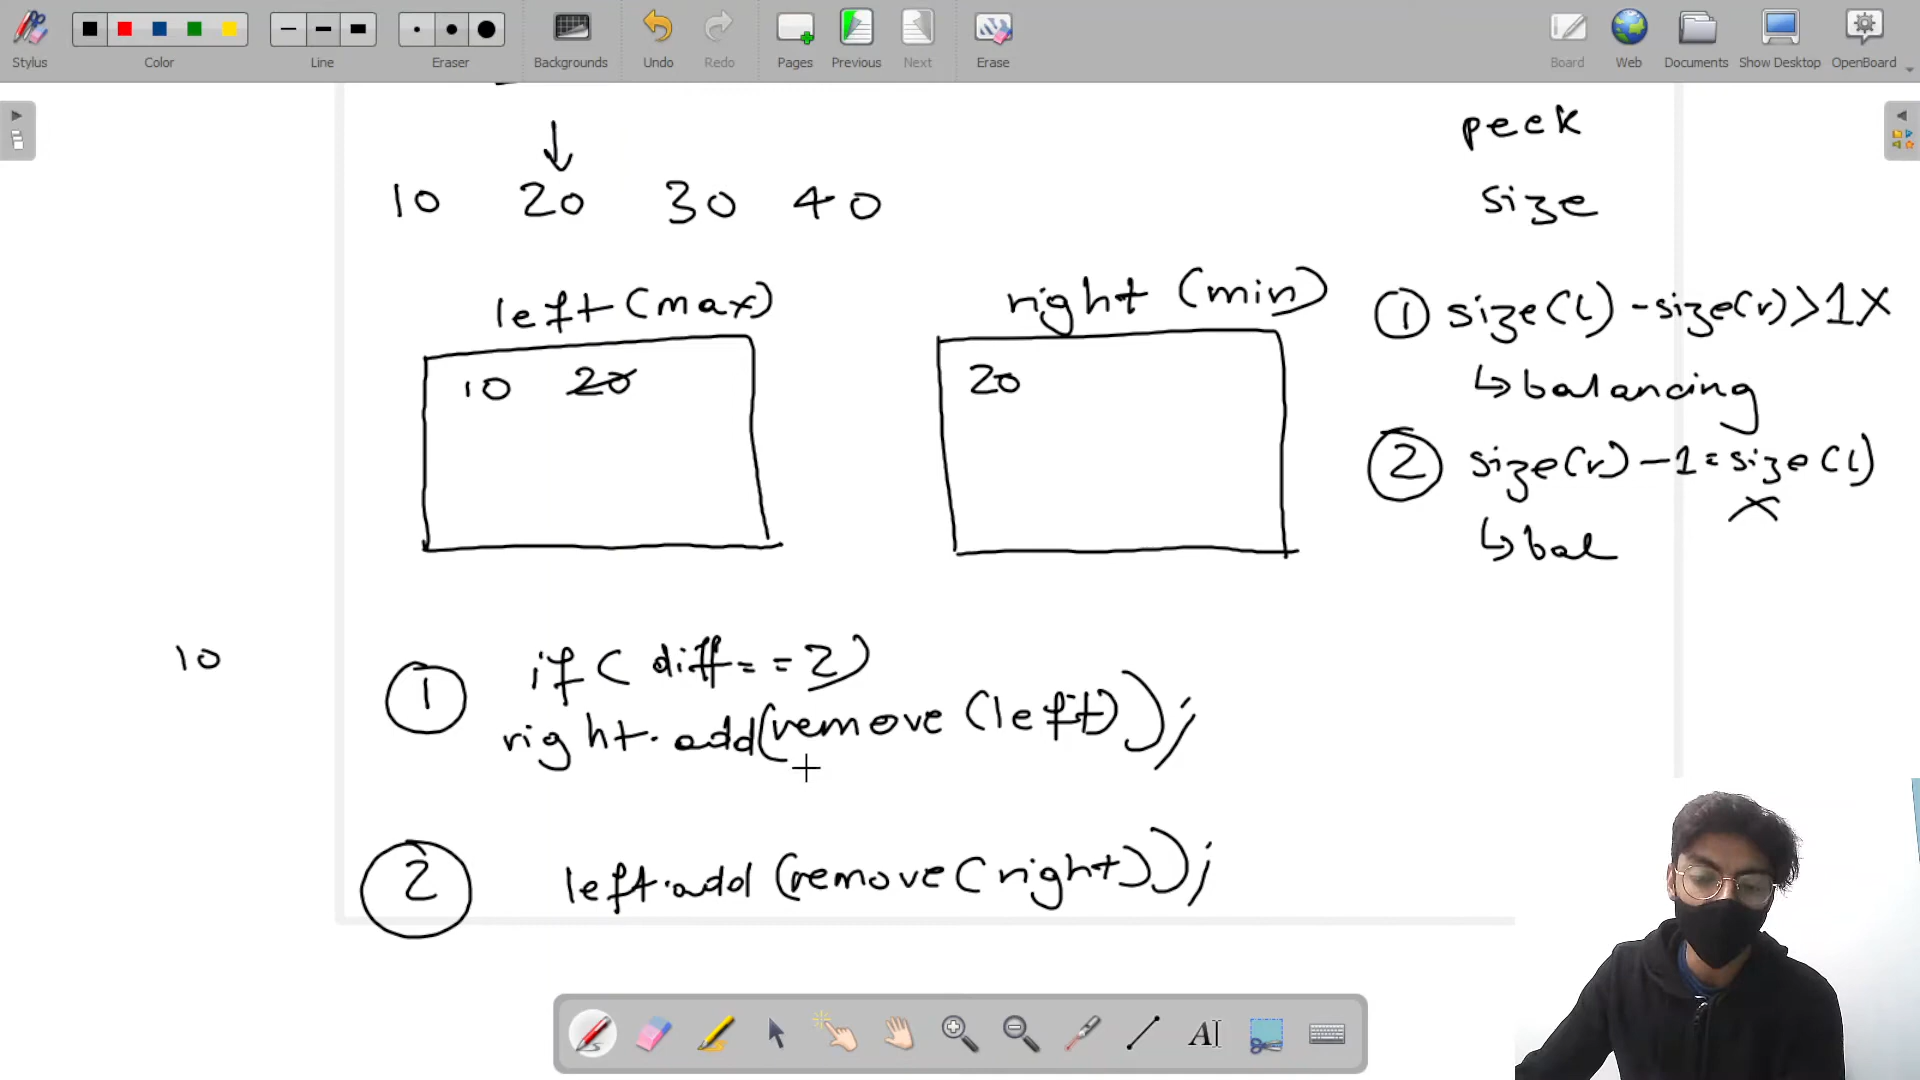 Stylus Color Line Eraser Backgrounds Undo Redo Pages Previous Next Erase Board Web Documents Show Desktop OpenBoard
peek
10 20 30 40
size
left (max)
right (min)
① size(l) - size(r) > 1 X
10 20
20
↳ balancing
② size(r) - 1 = size(l)
X
↳ bal
10
① if ( diff == 2)
right.add(remove (left));
② left.add (remove (right));